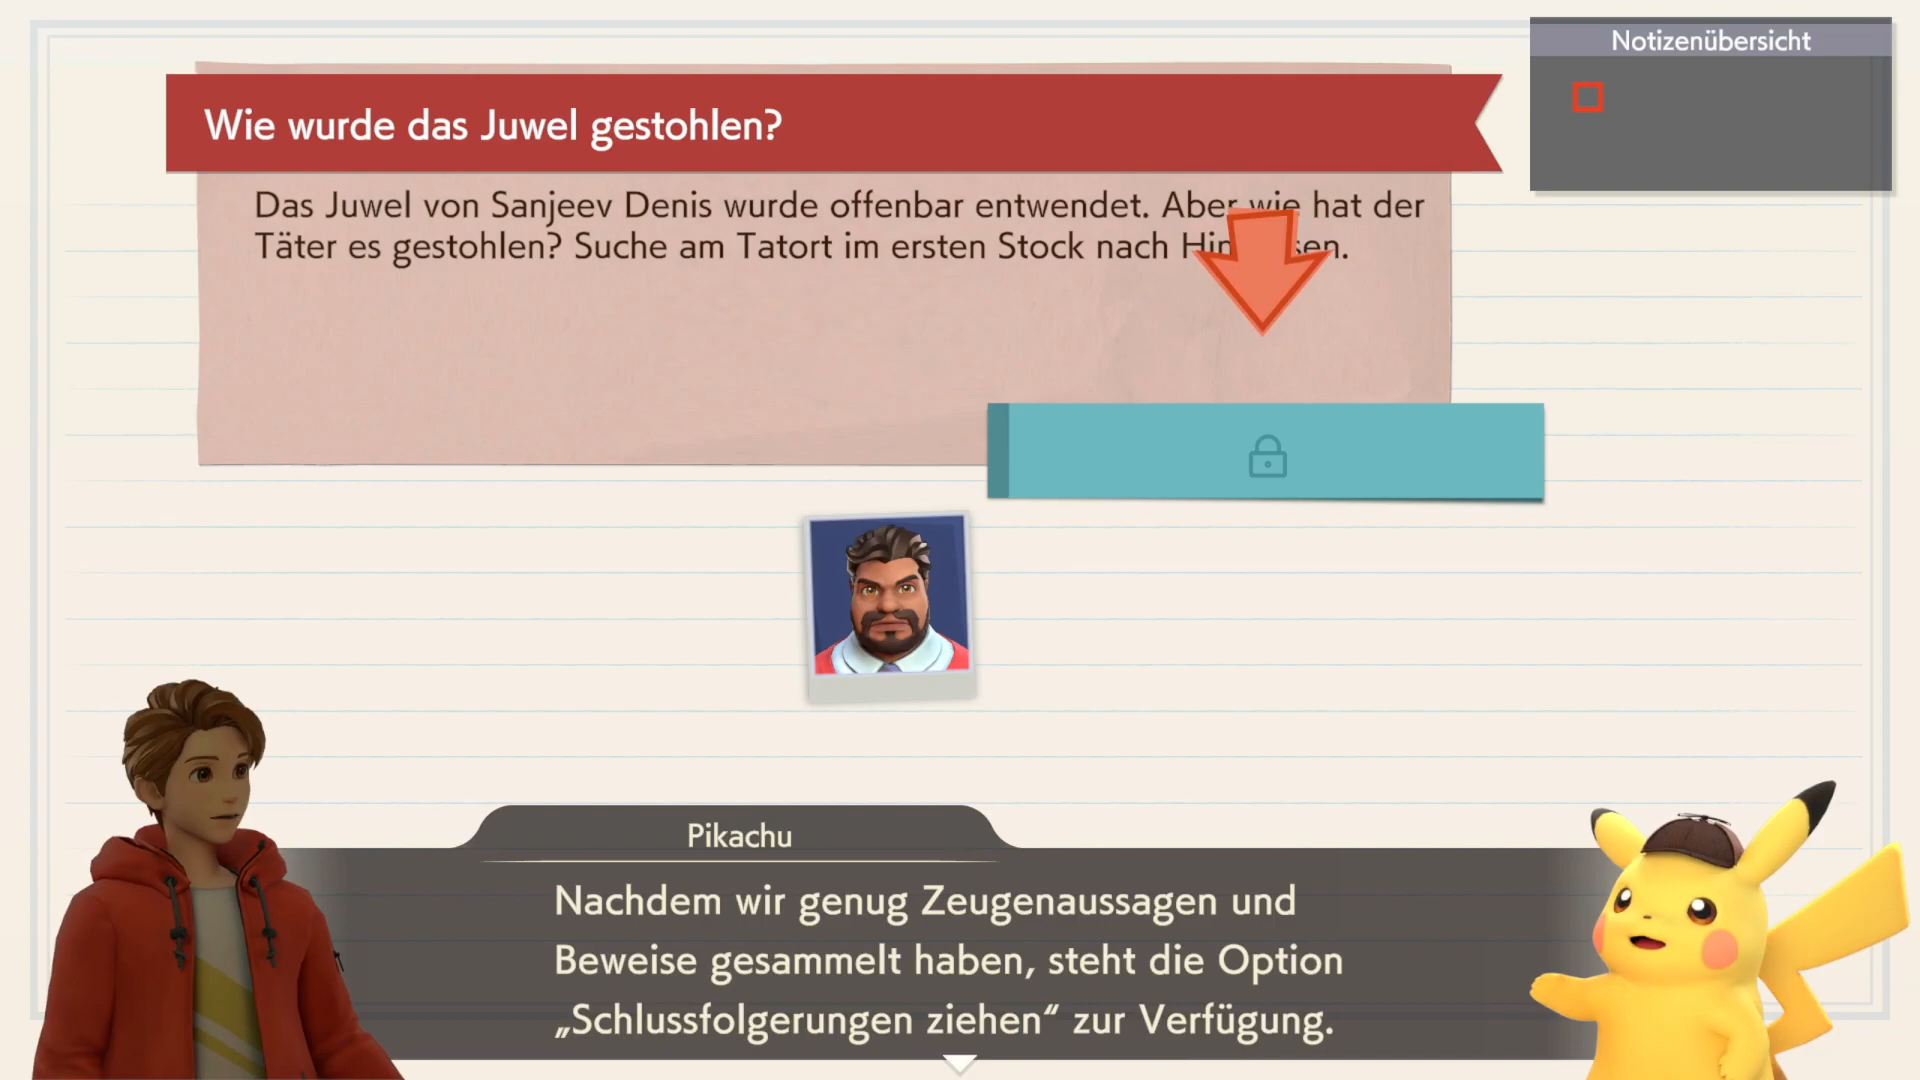 Notizenübersicht
Wie wurde das Juwel gestohlen?
Das Juwel von Sanjeev Denis wurde offenbar entwendet. Aber wie hat der
Täter es gestohlen? Suche am Tatort im ersten Stock nach
Pikachu
Nachdem wir genug Zeugenaussagen und
Beweise gesammelt haben, steht die Option
„Schlussfolgerungen ziehen“ zur Verfügung.